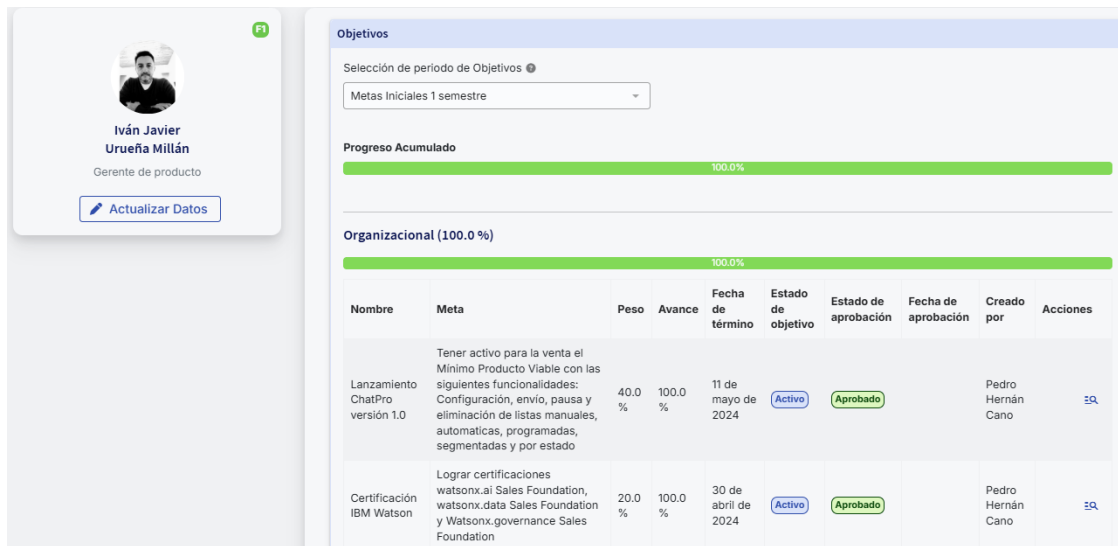 F1
Iván Javier
Urueña Millán
Gerente de producto
Actualizar Datos
Objetivos
Selección de periodo de Objetivos
Metas Iniciales 1 semestre
Progreso Acumulado
100.0%
Organizacional (100.0 %)
100.0%
Nombre
Meta
Peso
Avance
Fecha
de
término
Estado
de
objetivo
Estado de
aprobación
Fecha de
aprobación
Creado
por
Acciones
Lanzamiento
ChatPro
versión 1.0
Tener activo para la venta el
Mínimo Producto Viable con las
siguientes funcionalidades:
Configuración, envío, pausa y
eliminación de listas manuales,
automaticas, programadas,
segmentadas y por estado
40.0
%
100.0
%
11 de
mayo de
2024
Activo
Aprobado
Pedro
Hernán
Cano
Certificación
IBM Watson
Lograr certificaciones
watsonx.ai Sales Foundation,
watsonx.data Sales Foundation
y Watsonx.governance Sales
Foundation
20.0
%
100.0
%
30 de
abril de
2024
Activo
Aprobado
Pedro
Hernán
Cano